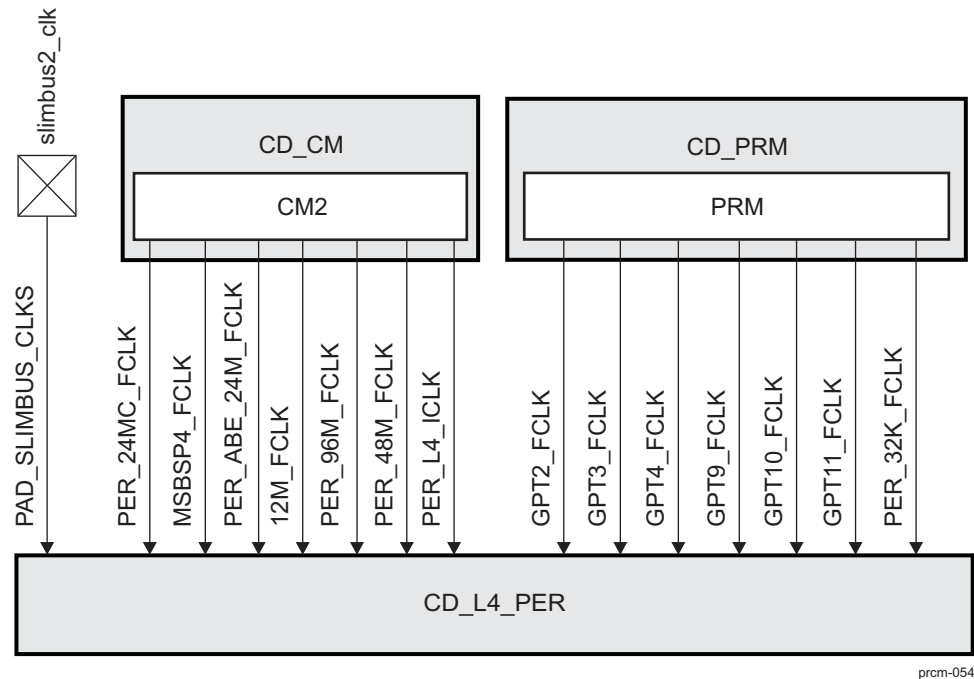 slimbus2_clk
CD_CM
CD_PRM
CM2
PRM
PAD_SLIMBUS_CLKS
PER_24MC_FCLK
MSBSP4_FCLK
PER_ABE_24M_FCLK
12M_FCLK
PER_96M_FCLK
PER_48M_FCLK
PER_L4_ICLK
GPT2_FCLK
GPT3_FCLK
GPT4_FCLK
GPT9_FCLK
GPT10_FCLK
GPT11_FCLK
PER_32K_FCLK
CD_L4_PER
prcm-054